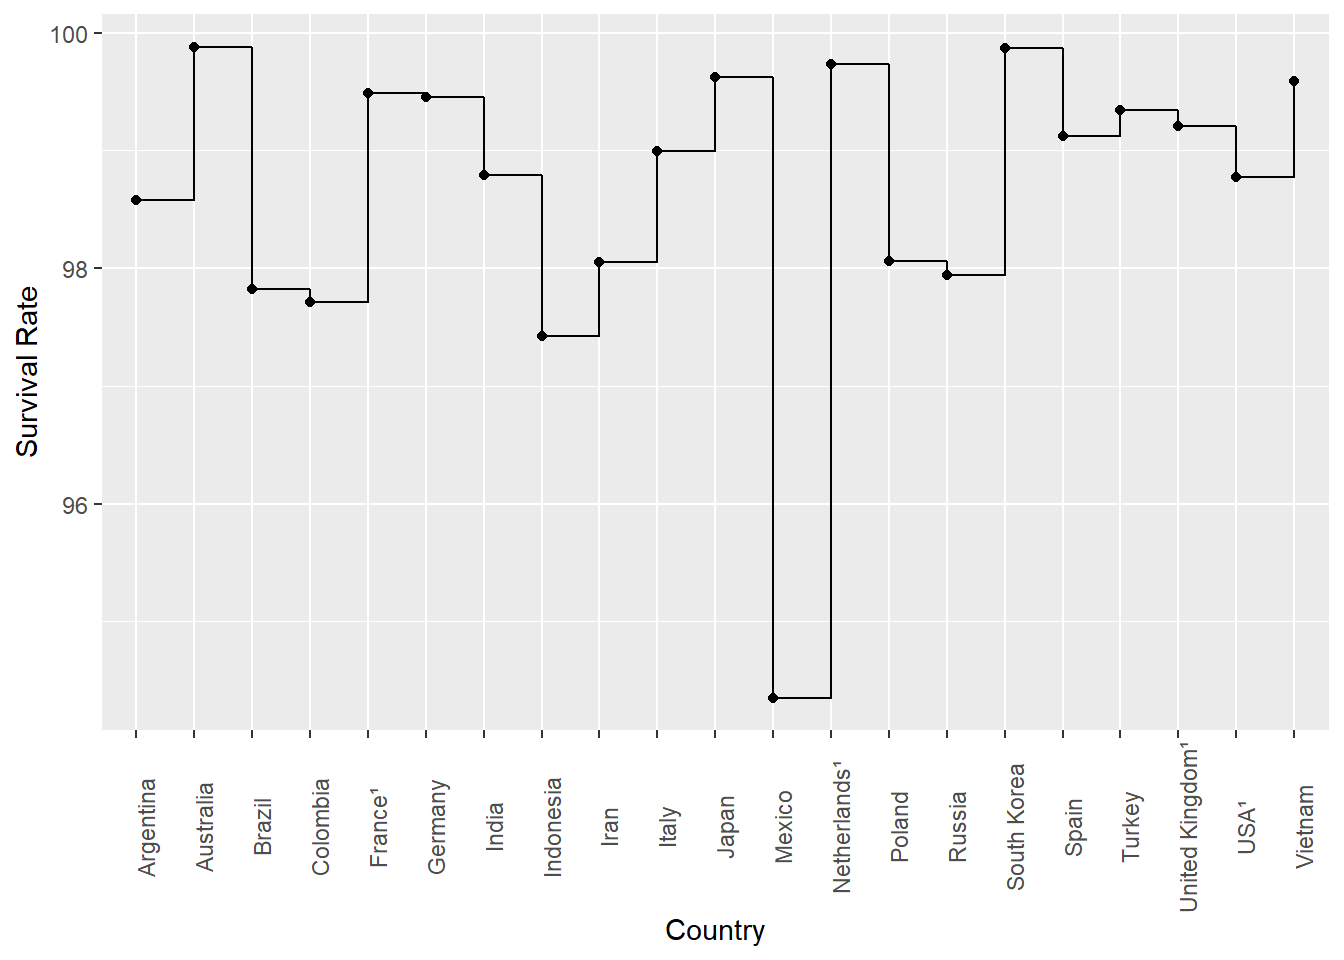 100
98
96
Survival Rate
Argentina
Australia
Brazil
Colombia
France¹
Germany
India
Indonesia
Iran
Italy
Japan
Mexico
Netherlands¹
Poland
Russia
South Korea
Spain
Turkey
United Kingdom¹
USA¹
Vietnam
Country